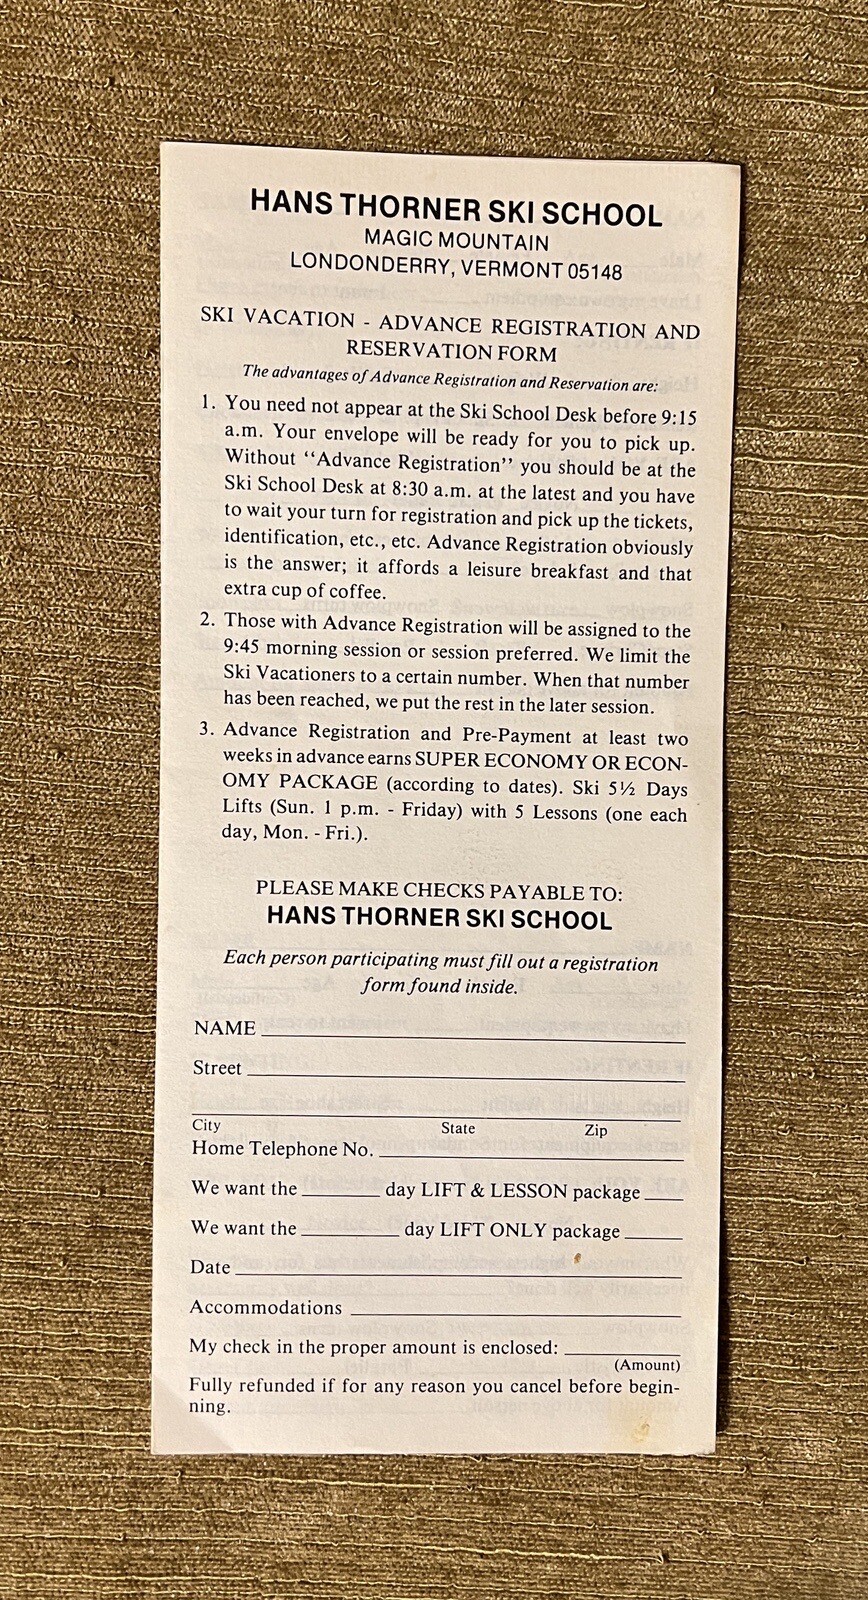 HANS THORNER SKI SCHOOL
MAGIC MOUNTAIN
LONDONDERRY, VERMONT 05148
SKI VACATION - ADVANCE REGISTRATION AND
RESERVATION FORM
The advantages of Advance Registration and Reservation are:
1. You need not appear at the Ski School Desk before 9:15
a.m. Your envelope will be ready for you to pick up.
Without ‘‘Advance Registration’’ you should be at the
Ski School Desk at 8:30 a.m. at the latest and you have
to wait your turn for registration and pick up the tickets,
identification, etc., etc. Advance Registration obviously
is the answer; it affords a leisure breakfast and that
extra cup of coffee.
2. Those with Advance Registration will be assigned to the
9:45 morning session or session preferred. We limit the
Ski Vacationers to a certain number. When that number
has been reached, we put the rest in the later session.
3. Advance Registration and Pre-Payment at least two
weeks in advance earns SUPER ECONOMY OR ECON-
OMY PACKAGE (according to dates). Ski 5½ Days
Lifts (Sun. 1 p.m. - Friday) with 5 Lessons (one each
day, Mon. - Fri.).
PLEASE MAKE CHECKS PAYABLE TO:
HANS THORNER SKI SCHOOL
Each person participating must fill out a registration
form found inside.
NAME
Street
City State Zip
Home Telephone No.
We want the ________ day LIFT & LESSON package ____
We want the __________ day LIFT ONLY package ______
Date
Accommodations
My check in the proper amount is enclosed: ____________
(Amount)
Fully refunded if for any reason you cancel before begin-
ning.